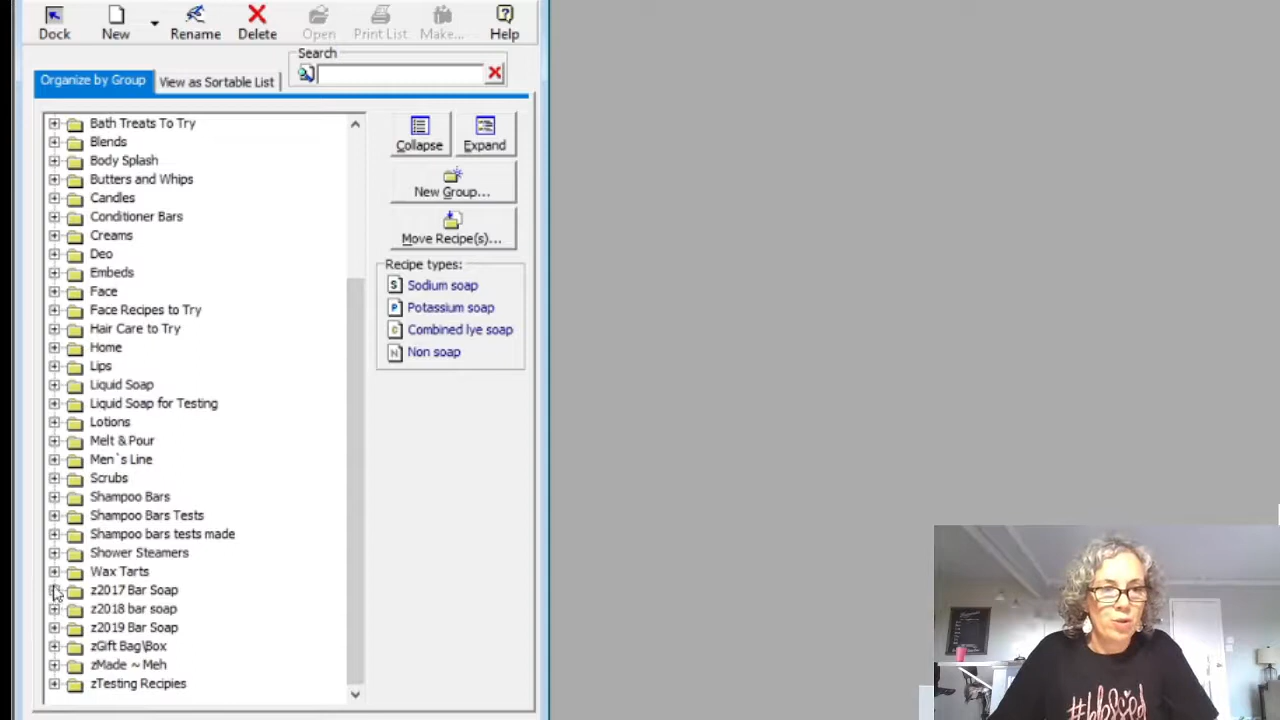 Dock New Rename Delete Open Print List Make... Help
Search
Organize by Group View as Sortable List
Bath Treats To Try
Blends
Body Splash
Butters and Whips
Candles
Conditioner Bars
Creams
Deo
Embeds
Face
Face Recipes to Try
Hair Care to Try
Home
Lips
Liquid Soap
Liquid Soap for Testing
Lotions
Melt & Pour
Men`s Line
Scrubs
Shampoo Bars
Shampoo Bars Tests
Shampoo bars tests made
Shower Steamers
Wax Tarts
z2017 Bar Soap
z2018 bar soap
z2019 Bar Soap
zGift Bag\Box
zMade ~ Meh
zTesting Recipies
Collapse Expand
New Group...
Move Recipe(s)...
Recipe types:
S Sodium soap
P Potassium soap
C Combined lye soap
N Non soap
#blessed